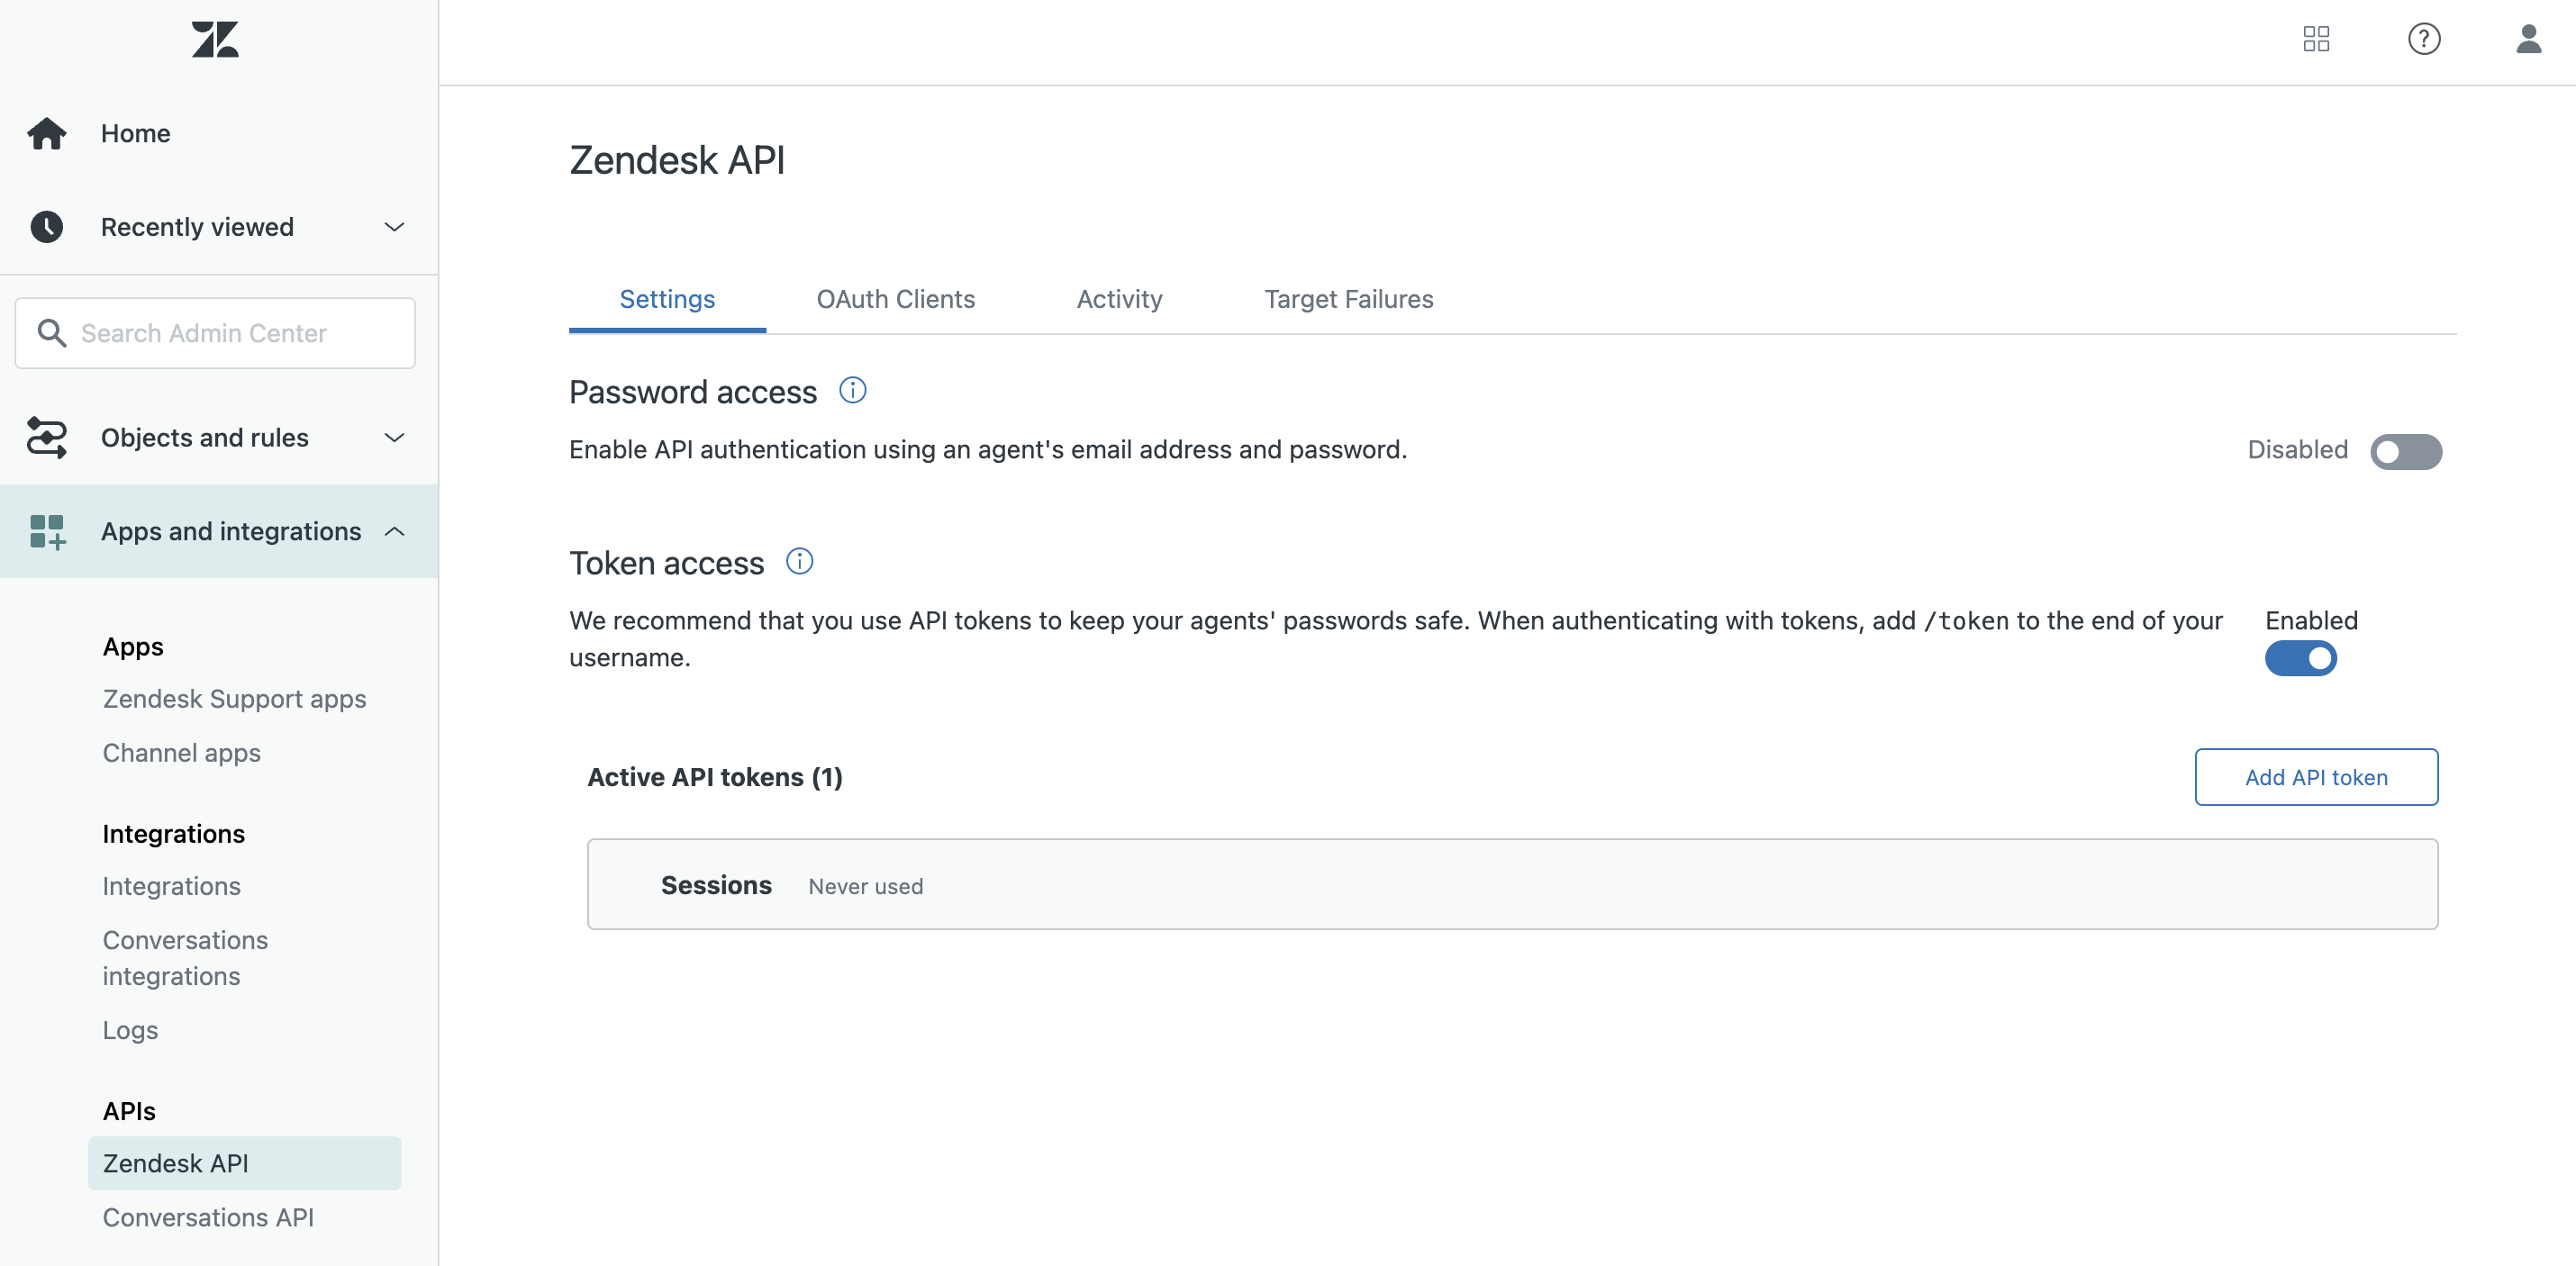 Home
Recently viewed
Search Admin Center
Objects and rules
Apps and integrations
Apps
Zendesk Support apps
Channel apps
Integrations
Integrations
Conversations
integrations
Logs
APIs
Zendesk API
Conversations API
Zendesk API
Settings OAuth Clients Activity Target Failures
Password access
Enable API authentication using an agent's email address and password.
Disabled
Token access
We recommend that you use API tokens to keep your agents' passwords safe. When authenticating with tokens, add /token to the end of your
username.
Enabled
Active API tokens (1)
Add API token
Sessions Never used